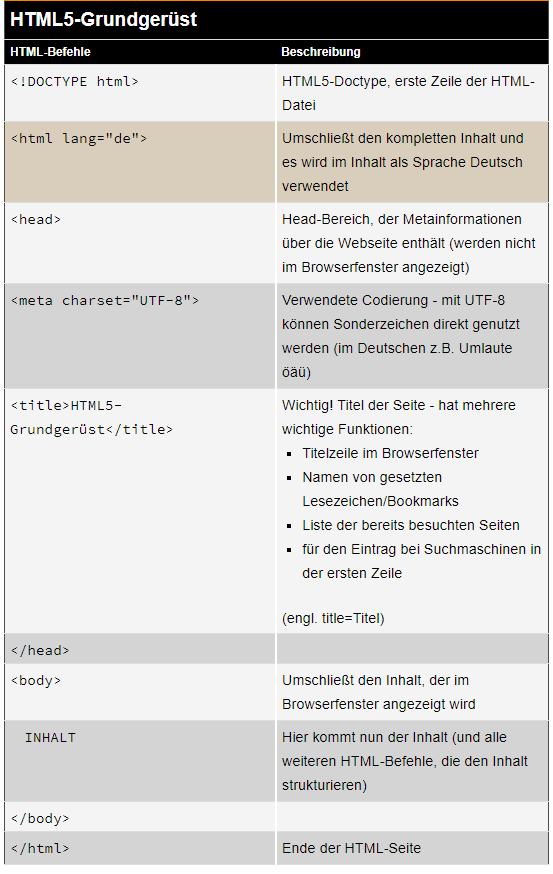 HTML5-Grundgerüst
HTML-Befehle Beschreibung
<!DOCTYPE html> HTML5-Doctype, erste Zeile der HTML-
Datei
<html lang="de"> Umschließt den kompletten Inhalt und
es wird im Inhalt als Sprache Deutsch
verwendet
<head> Head-Bereich, der Metainformationen
über die Webseite enthält (werden nicht
im Browserfenster angezeigt)
<meta charset="UTF-8"> Verwendete Codierung - mit UTF-8
können Sonderzeichen direkt genutzt
werden (im Deutschen z.B. Umlaute
öäü)
<title>HTML5-
Grundgerüst</title>
Wichtig! Titel der Seite - hat mehrere
wichtige Funktionen:
▪ Titelzeile im Browserfenster
▪ Namen von gesetzten
Lesezeichen/Bookmarks
▪ Liste der bereits besuchten Seiten
▪ für den Eintrag bei Suchmaschinen in
der ersten Zeile
(engl. title=Titel)
</head>
<body> Umschließt den Inhalt, der im
Browserfenster angezeigt wird
INHALT Hier kommt nun der Inhalt (und alle
weiteren HTML-Befehle, die den Inhalt
strukturieren)
</body>
</html> Ende der HTML-Seite